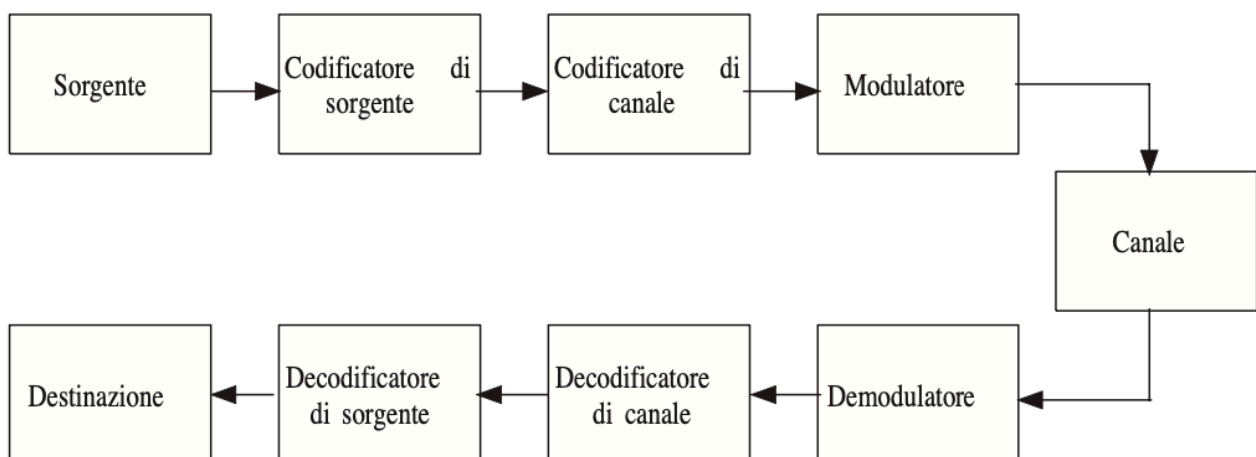 Sorgente
Codificatore di
sorgente
Codificatore di
canale
Modulatore
Canale
Destinazione
Decodificatore
di sorgente
Decodificatore
di canale
Demodulatore